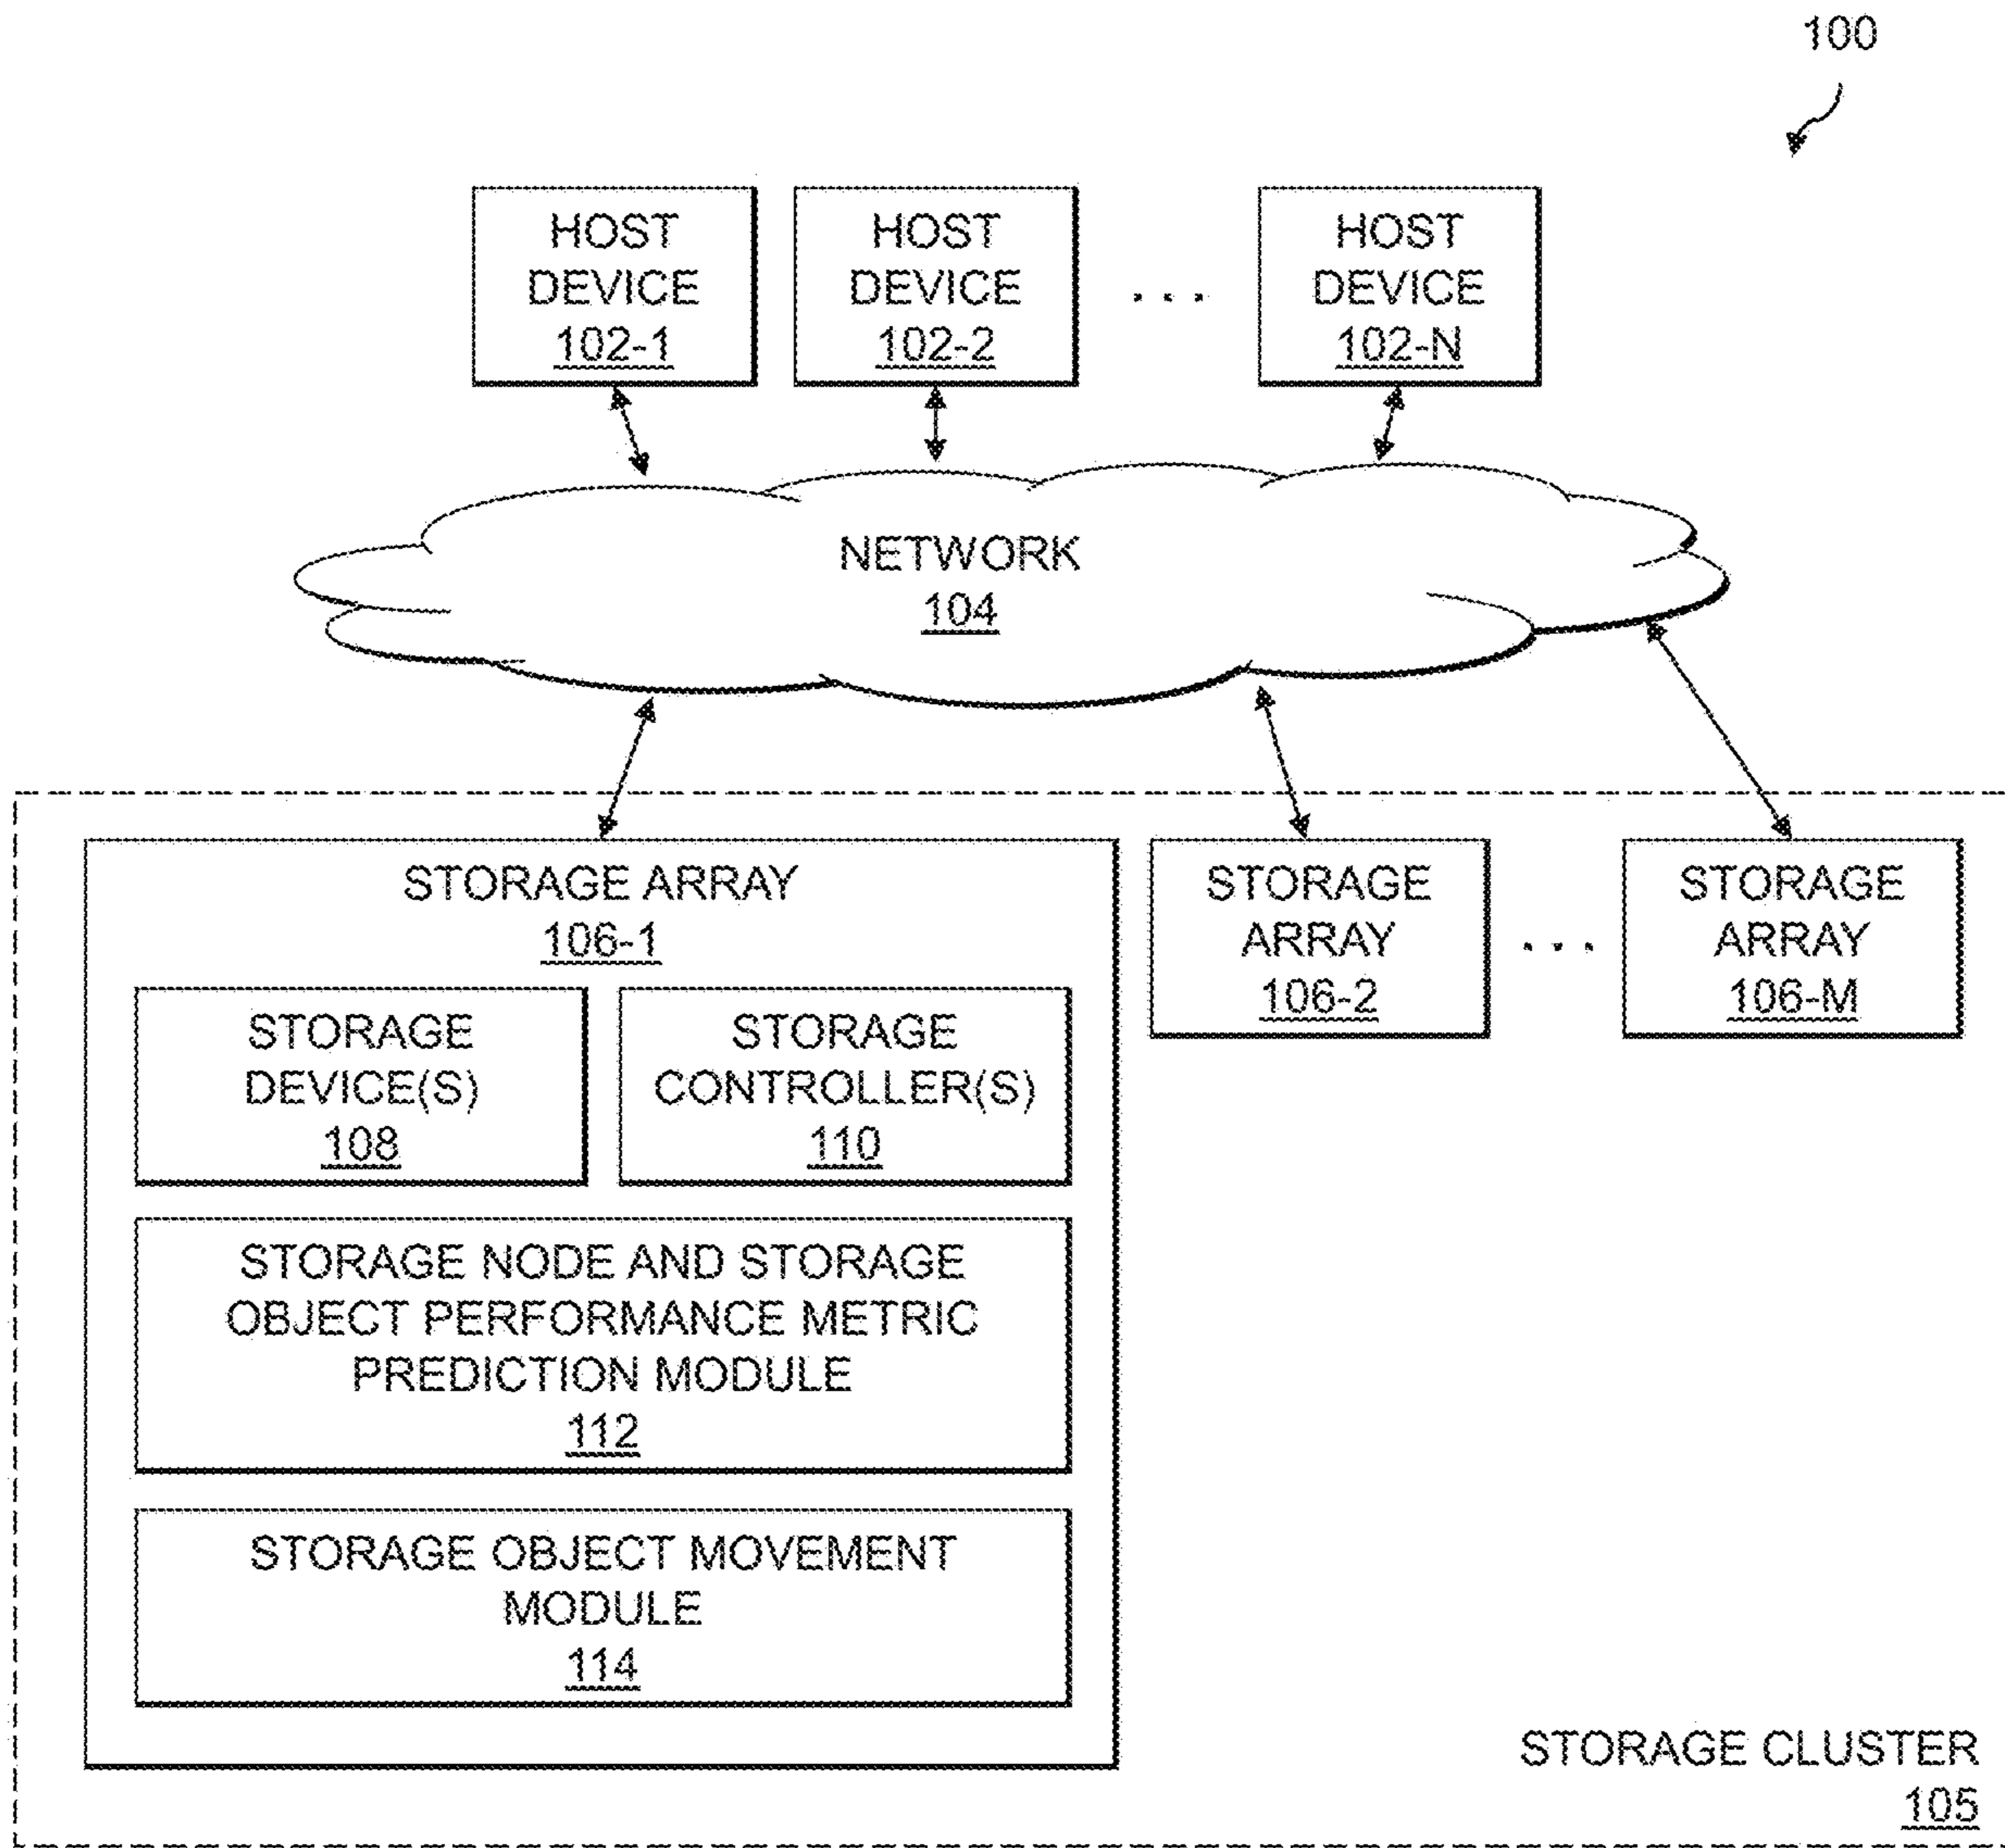 100
HOST
DEVICE
102-1
HOST
DEVICE
102-2
. . .
HOST
DEVICE
102-N
NETWORK
104
STORAGE ARRAY
106-1
STORAGE
DEVICE(S)
108
STORAGE
CONTROLLER(S)
110
STORAGE NODE AND STORAGE
OBJECT PERFORMANCE METRIC
PREDICTION MODULE
112
STORAGE OBJECT MOVEMENT
MODULE
114
STORAGE
ARRAY
106-2
. . .
STORAGE
ARRAY
106-M
STORAGE CLUSTER
105